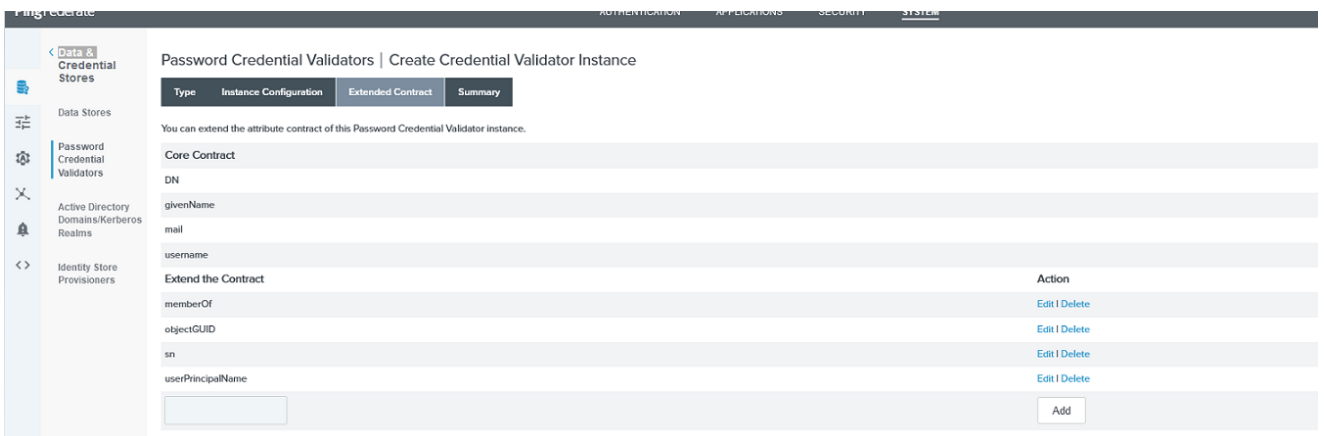 PingFederate
AUTHENTICATION APPLICATIONS SECURITY SYSTEM
Data &
Credential
Stores
Data Stores
Password
Credential
Validators
Active Directory
Domains/Kerberos
Realms
Identity Store
Provisioners
Password Credential Validators | Create Credential Validator Instance
Type Instance Configuration Extended Contract Summary
You can extend the attribute contract of this Password Credential Validator instance.
Core Contract
DN
givenName
mail
username
Extend the Contract Action
memberOf Edit | Delete
objectGUID Edit | Delete
sn Edit | Delete
userPrincipalName Edit | Delete
Add